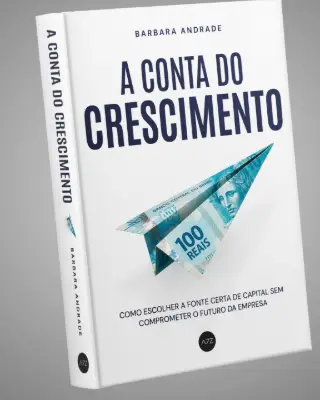 BARBARA ANDRADE
A CONTA DO
CRESCIMENTO
100
REAIS
COMO ESCOLHER A FONTE CERTA DE CAPITAL SEM
COMPROMETER O FUTURO DA EMPRESA
A CONTA DO CRESCIMENTO
BARBARA ANDRADE